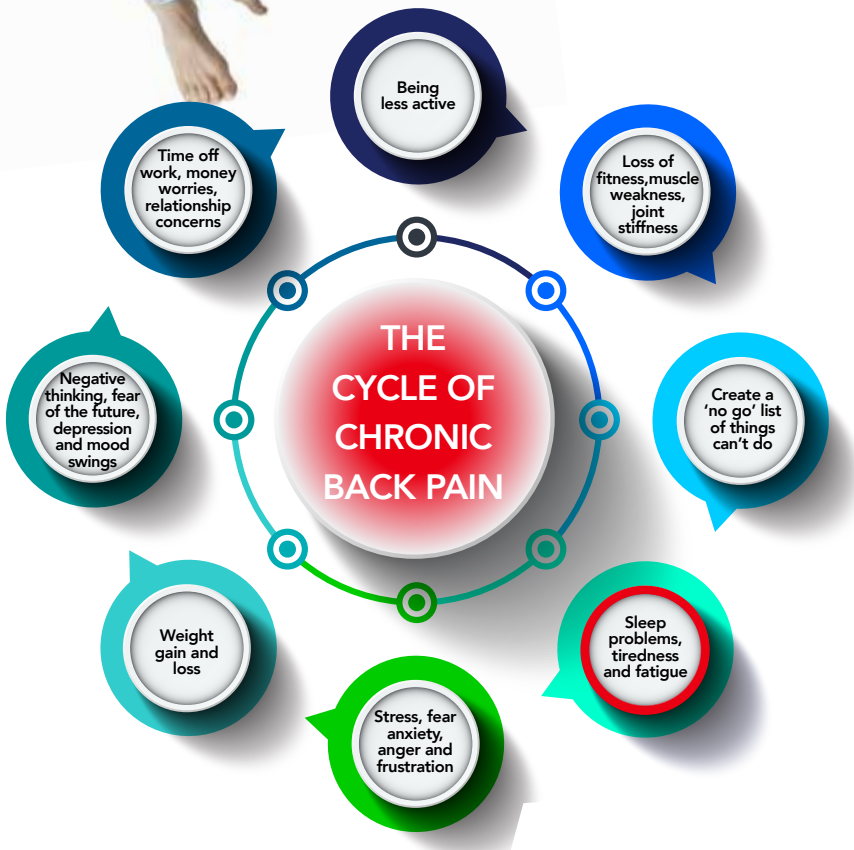 Being
less active
Loss of
fitness,muscle
weakness,
joint
stiffness
Create a
‘no go’ list
of things
can’t do
Sleep
problems,
tiredness
and fatigue
Stress, fear
anxiety,
anger and
frustration
Weight
gain and
loss
Negative
thinking, fear
of the future,
depression
and mood
swings
Time off
work, money
worries,
relationship
concerns
THE
CYCLE OF
CHRONIC
BACK PAIN